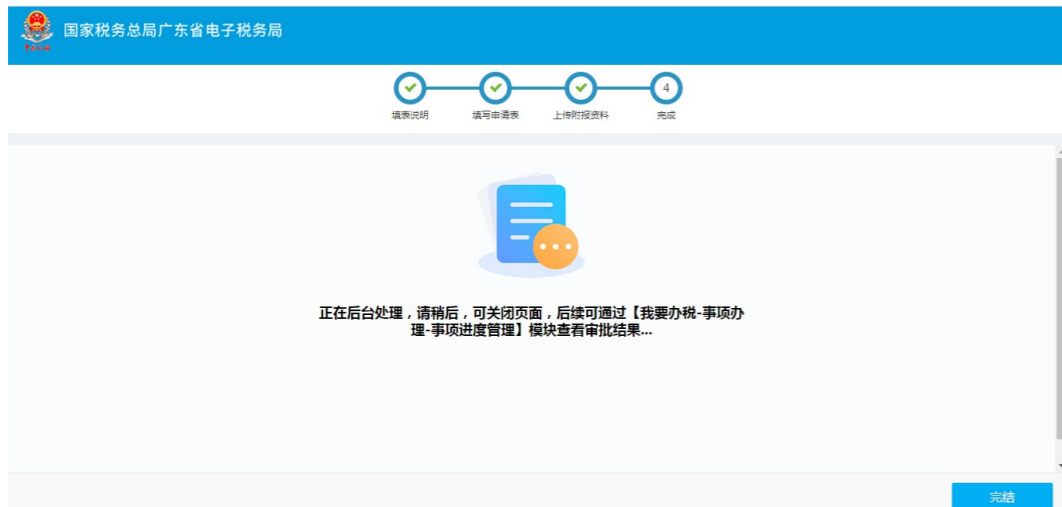 国家税务总局广东省电子税务局
4
填表说明
填写申请表
上传附报资料
完成
正在后台处理，请稍后，可关闭页面，后续可通过【我要办税-事项办
理-事项进度管理】模块查看审批结果...
完结